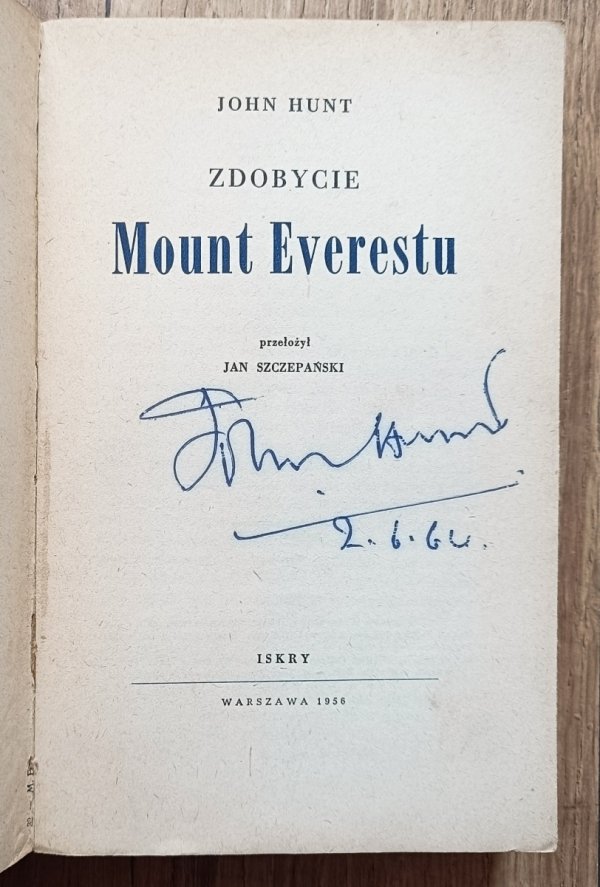 JOHN HUNT
ZDOBYCIE
Mount Everestu
przełożył
JAN SZCZEPAŃSKI
John Hunt
2.6.64.
ISKRY
WARSZAWA 1956